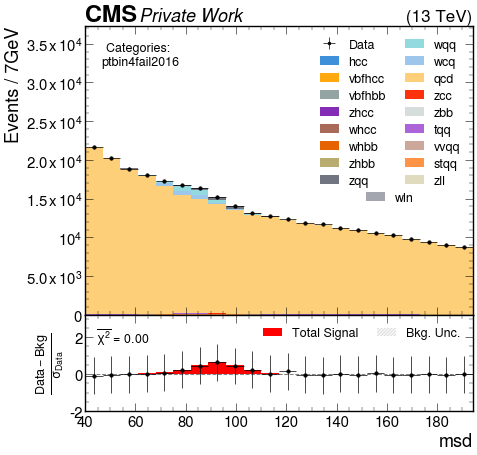 CMS Private Work (13 TeV)
Events / 7GeV
3.5 x 10⁴
3.0 x 10⁴
2.5 x 10⁴
2.0 x 10⁴
1.5 x 10⁴
10⁴
5.0 x 10³
0
Categories:
ptbin4fail2016
Data
hcc
vbfhcc
vbfhbb
zhcc
whcc
whbb
zhbb
zqq
wqq
wcq
qcd
zcc
zbb
tqq
vvqq
stqq
zll
wln
Data - Bkg
σData
2
0
-2
χ² = 0.00
Total Signal
Bkg. Unc.
40 60 80 100 120 140 160 180
msd